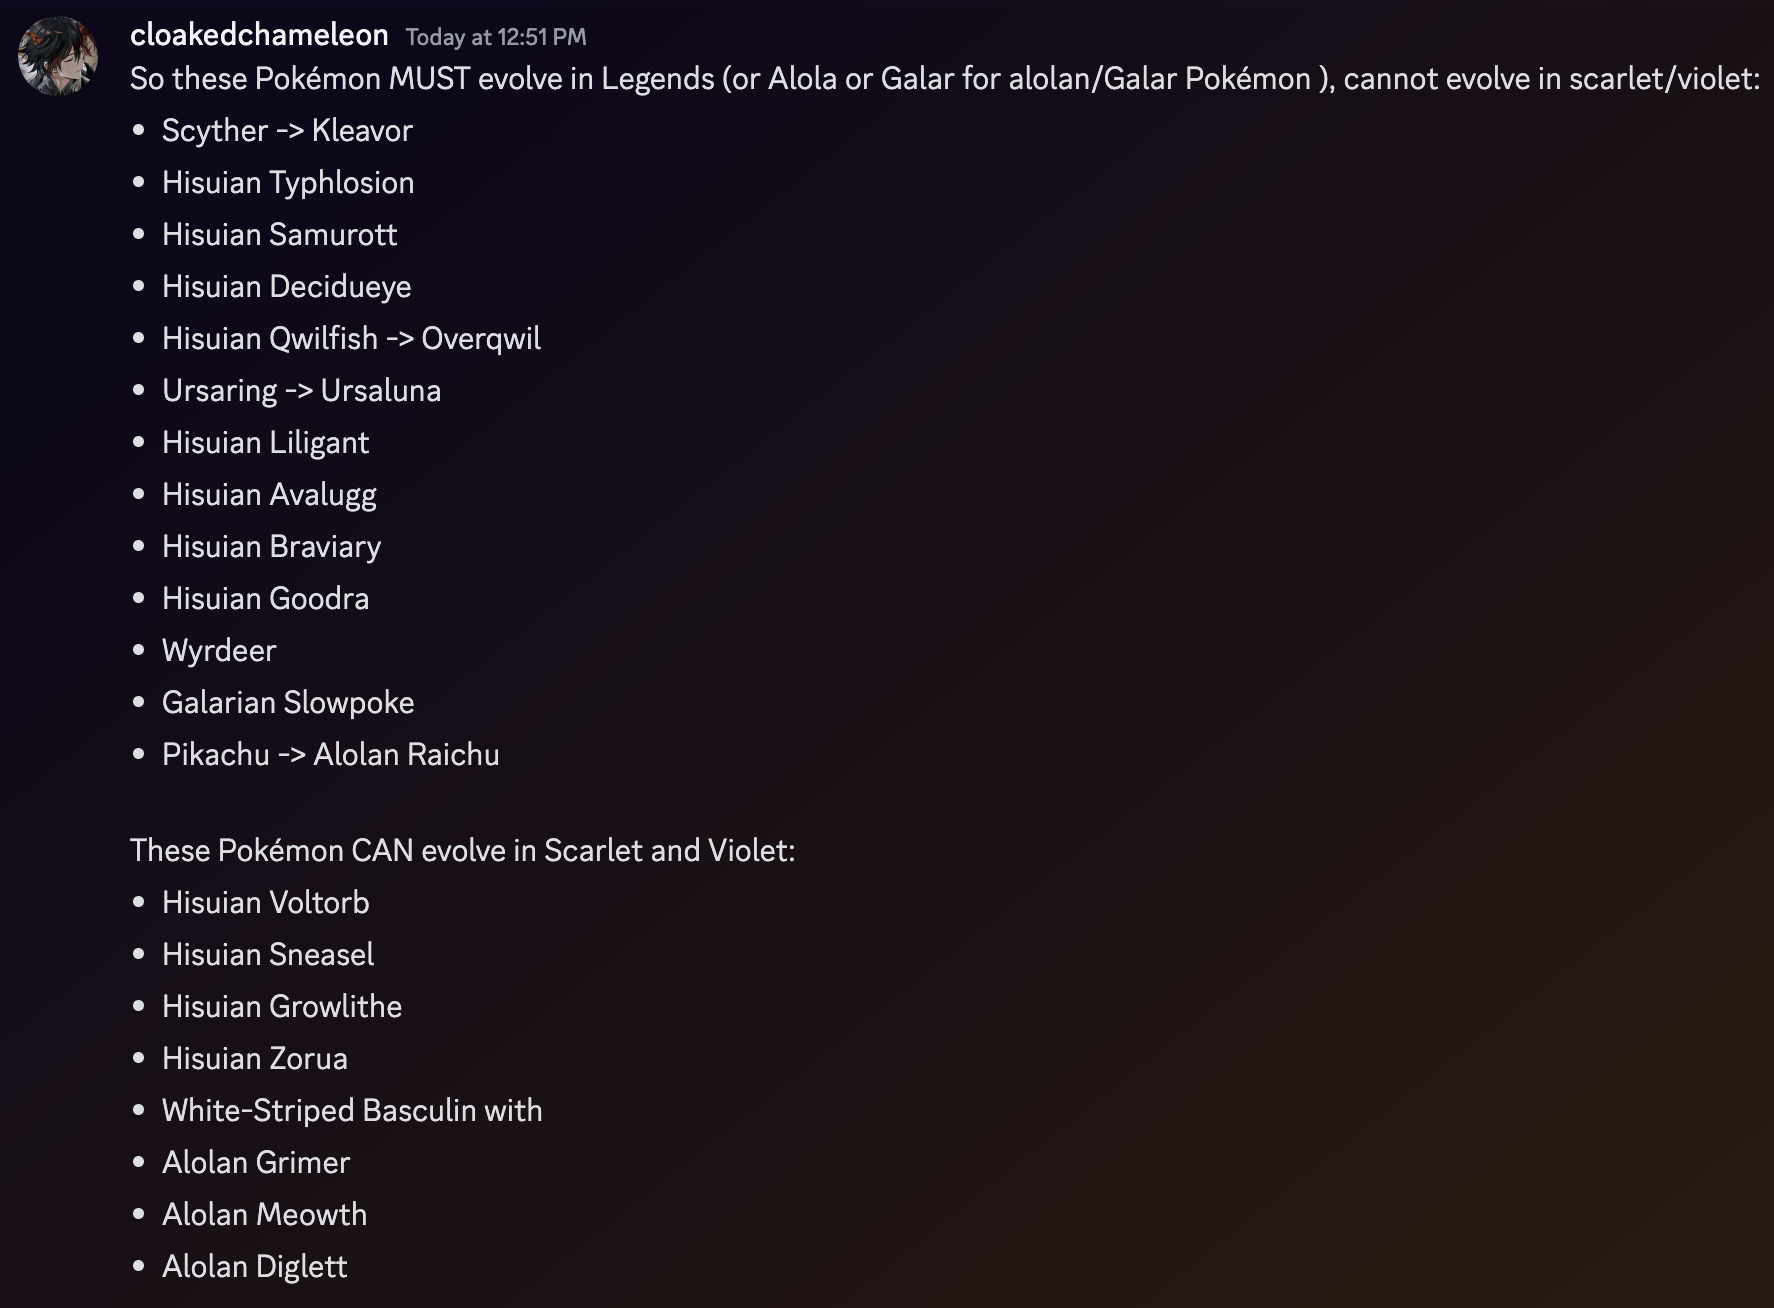 cloakedchameleon Today at 12:51 PM
So these Pokémon MUST evolve in Legends (or Alola or Galar for alolan/Galar Pokémon ), cannot evolve in scarlet/violet:
• Scyther -> Kleavor
• Hisuian Typhlosion
• Hisuian Samurott
• Hisuian Decidueye
• Hisuian Qwilfish -> Overqwil
• Ursaring -> Ursaluna
• Hisuian Liligant
• Hisuian Avalugg
• Hisuian Braviary
• Hisuian Goodra
• Wyrdeer
• Galarian Slowpoke
• Pikachu -> Alolan Raichu
These Pokémon CAN evolve in Scarlet and Violet:
• Hisuian Voltorb
• Hisuian Sneasel
• Hisuian Growlithe
• Hisuian Zorua
• White-Striped Basculin with
• Alolan Grimer
• Alolan Meowth
• Alolan Diglett